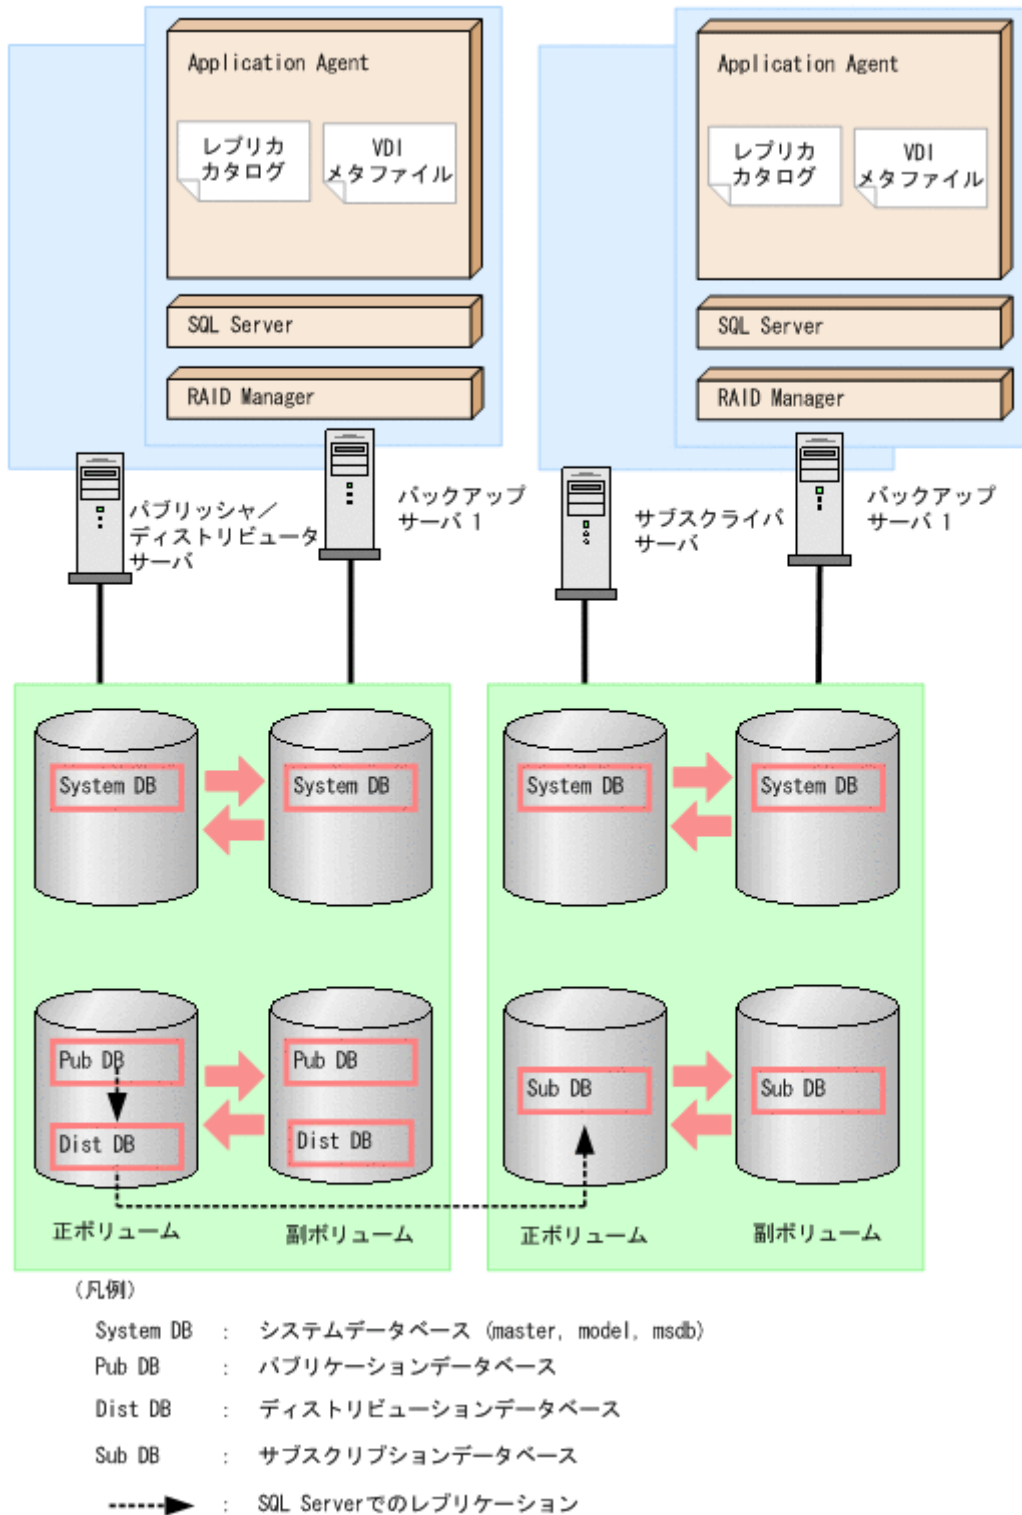 Application Agent
レプリカ
カタログ
VDI
メタファイル
SQL Server
RAID Manager
Application Agent
レプリカ
カタログ
VDI
メタファイル
SQL Server
RAID Manager
パブリッシャ／
ディストリビュータ
サーバ
バックアップ
サーバ 1
サブスクライバ
サーバ
バックアップ
サーバ 1
System DB
System DB
System DB
System DB
Pub DB
Dist DB
Pub DB
Dist DB
Sub DB
Sub DB
正ボリューム
副ボリューム
正ボリューム
副ボリューム
（凡例）
System DB : システムデータベース (master, model, msdb)
Pub DB : パブリケーションデータベース
Dist DB : ディストリビューションデータベース
Sub DB : サブスクリプションデータベース
: SQL Serverでのレプリケーション